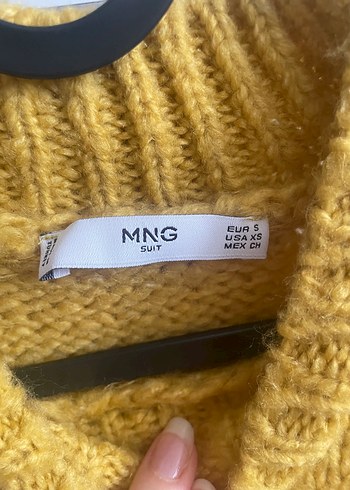 MNG
SUIT
EUR S
USA XS
MEX CH